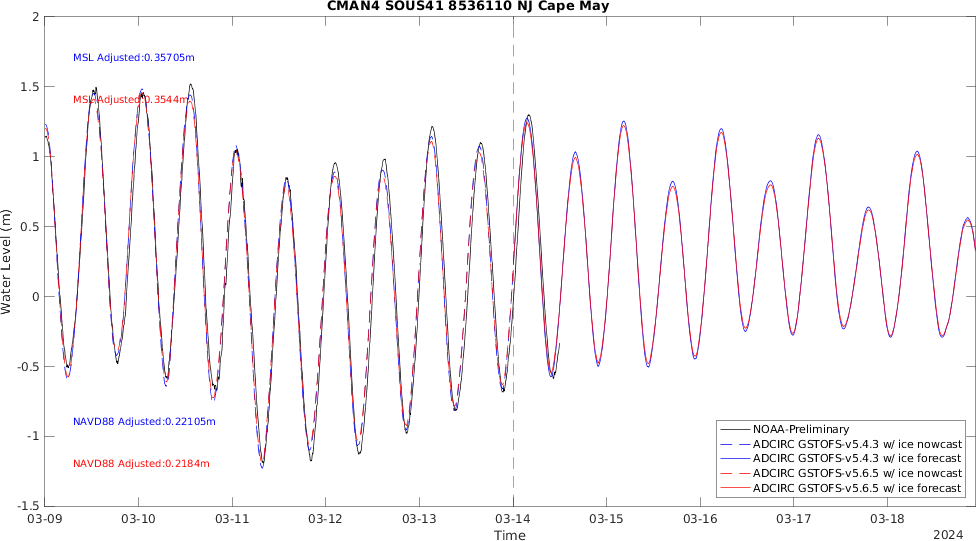 CMAN4 SOUS41 8536110 NJ Cape May
2
1.5
1
0.5
0
-0.5
-1
-1.5
Water Level (m)
MSL Adjusted:0.35705m
MSL Adjusted:0.3544m
NAVD88 Adjusted:0.22105m
NAVD88 Adjusted:0.2184m
NOAA-Preliminary
ADCIRC GSTOFS-v5.4.3 w/ ice nowcast
ADCIRC GSTOFS-v5.4.3 w/ ice forecast
ADCIRC GSTOFS-v5.6.5 w/ ice nowcast
ADCIRC GSTOFS-v5.6.5 w/ ice forecast
03-09 03-10 03-11 03-12 03-13 03-14 03-15 03-16 03-17 03-18
Time
2024